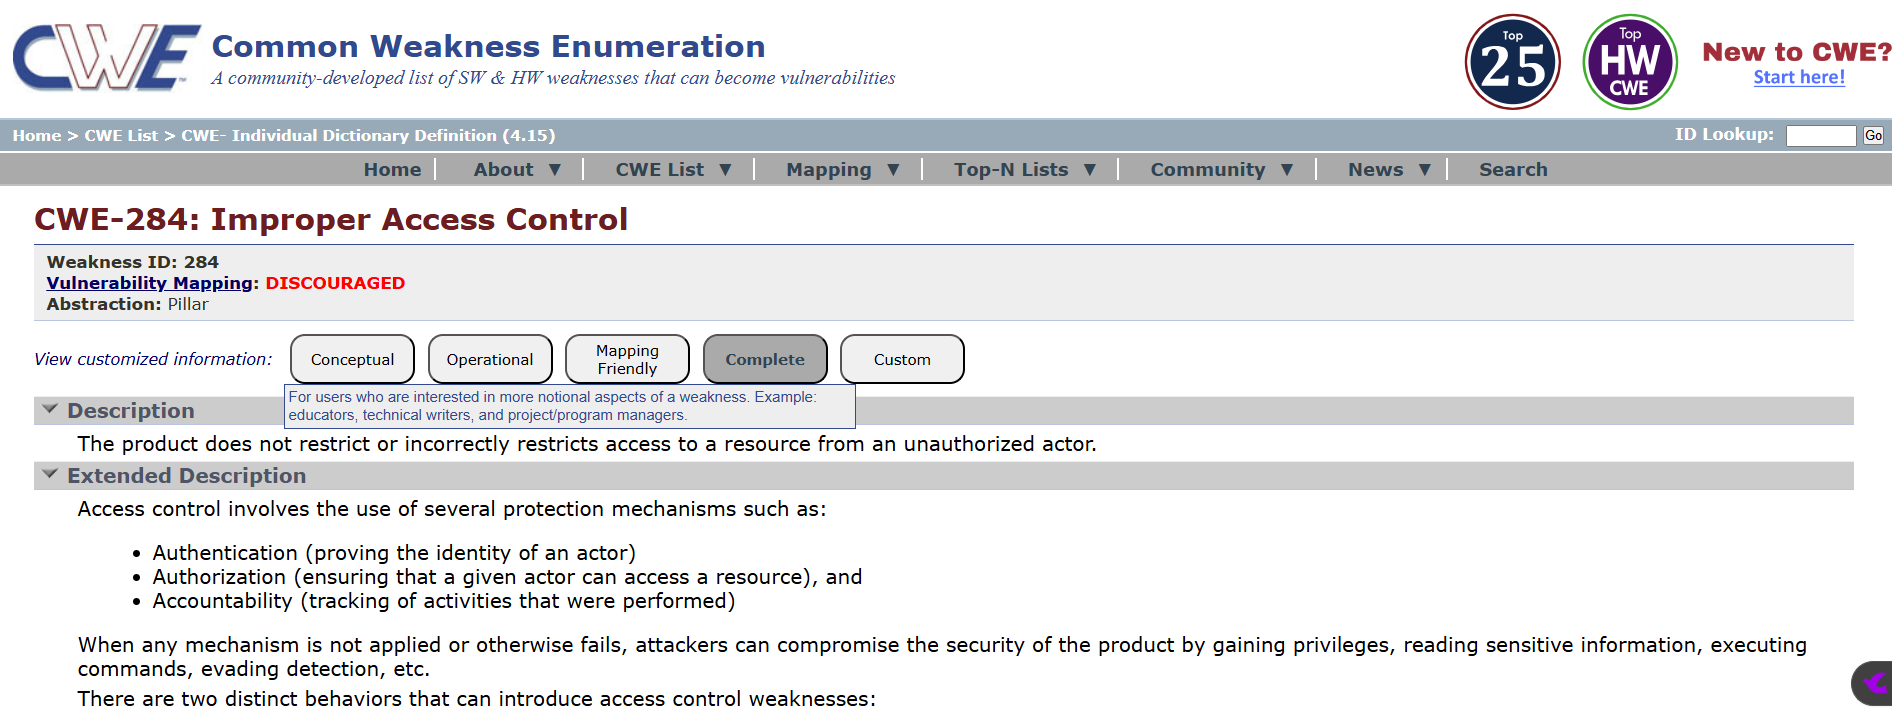 CWE
Common Weakness Enumeration
A community-developed list of SW & HW weaknesses that can become vulnerabilities
Top
25
Top
HW
CWE
New to CWE?
Start here!
Home > CWE List > CWE- Individual Dictionary Definition (4.15)
ID Lookup:
Go
Home
About ▼
CWE List ▼
Mapping ▼
Top-N Lists ▼
Community ▼
News ▼
Search
CWE-284: Improper Access Control
Weakness ID: 284
Vulnerability Mapping: DISCOURAGED
Abstraction: Pillar
View customized information:
Conceptual
Operational
Mapping
Friendly
Complete
Custom
For users who are interested in more notional aspects of a weakness. Example:
educators, technical writers, and project/program managers.
Description
The product does not restrict or incorrectly restricts access to a resource from an unauthorized actor.
Extended Description
Access control involves the use of several protection mechanisms such as:
• Authentication (proving the identity of an actor)
• Authorization (ensuring that a given actor can access a resource), and
• Accountability (tracking of activities that were performed)
When any mechanism is not applied or otherwise fails, attackers can compromise the security of the product by gaining privileges, reading sensitive information, executing
commands, evading detection, etc.
There are two distinct behaviors that can introduce access control weaknesses: